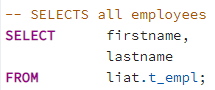 -- SELECTS all employees
SELECT firstname,
lastname
FROM liat.t_empl;